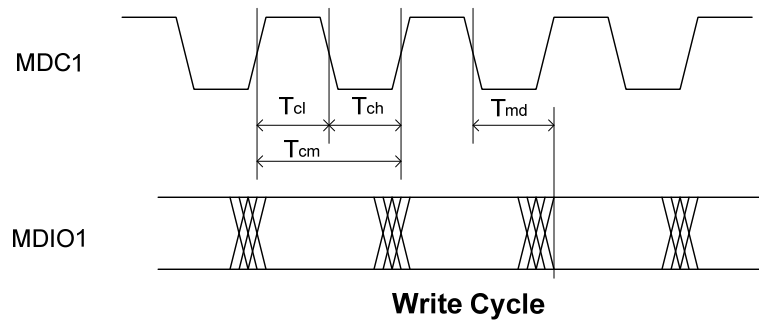 MDC1
Tcl
Tch
Tmd
Tcm
MDIO1
Write Cycle